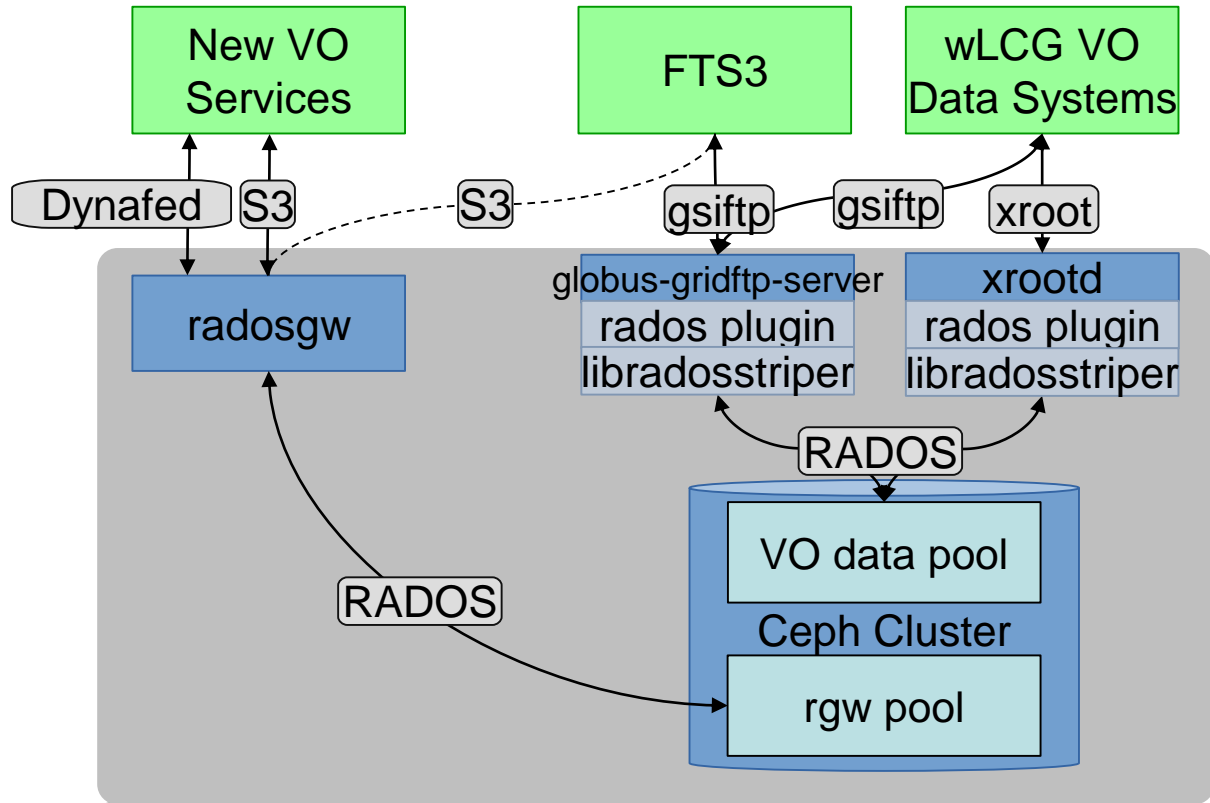 New VO
Services
FTS3
wLCG VO
Data Systems
Dynafed
S3
S3
gsiftp
gsiftp
xroot
radosgw
globus-gridftp-server
rados plugin
libradosstriper
xrootd
rados plugin
libradosstriper
RADOS
VO data pool
RADOS
Ceph Cluster
rgw pool